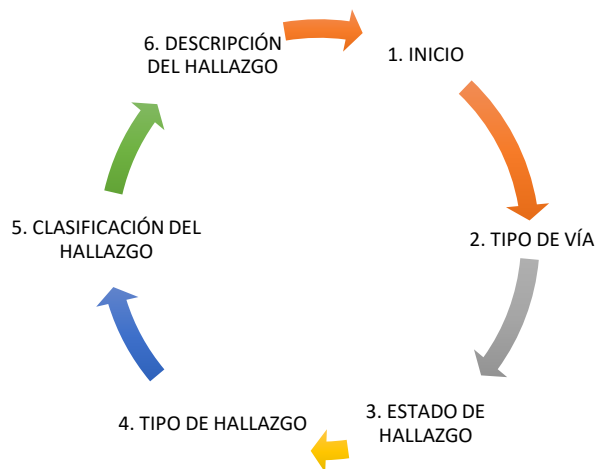 1. INICIO
2. TIPO DE VÍA
3. ESTADO DE
HALLAZGO
4. TIPO DE HALLAZGO
5. CLASIFICACIÓN DEL
HALLAZGO
6. DESCRIPCIÓN
DEL HALLAZGO